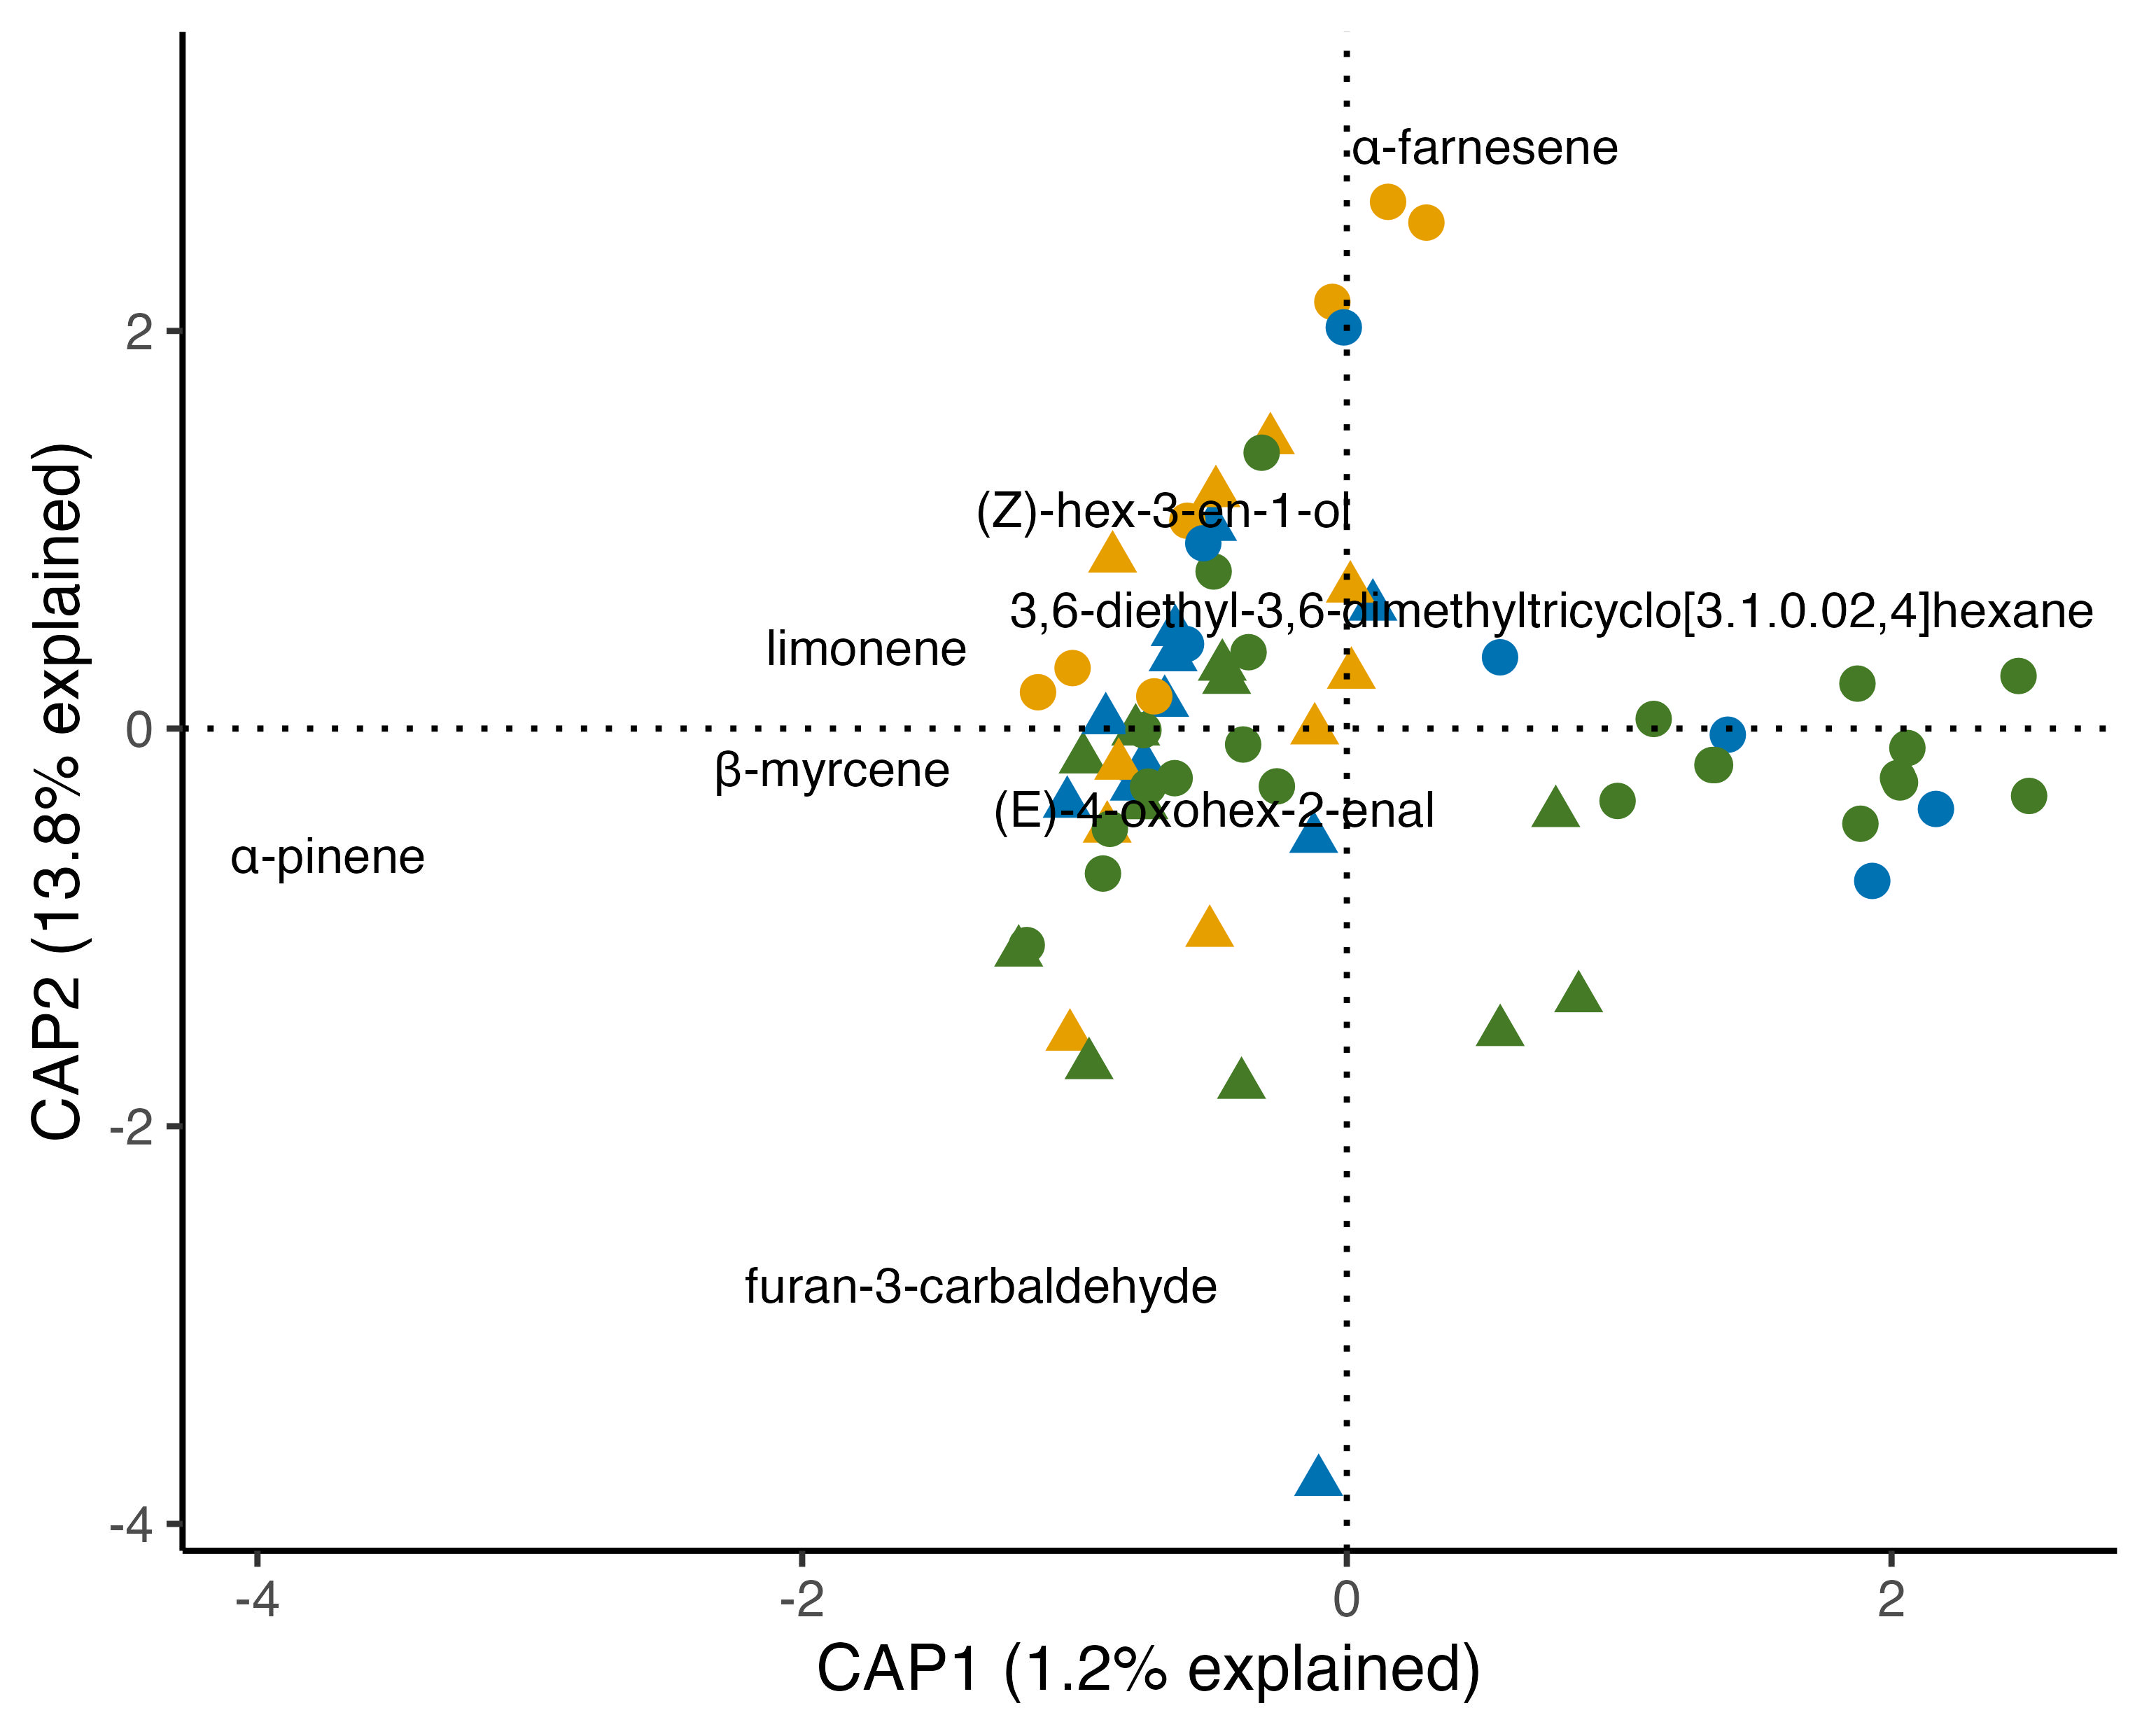 α-farnesene
2
(Z)-hex-3-en-1-ol
3,6-diethyl-3,6-dimethyltricyclo[3.1.0.02,4]hexane
limonene
0
β-myrcene
(E)-4-oxohex-2-enal
α-pinene
CAP2 (13.8% explained)
-2
furan-3-carbaldehyde
-4
-4 -2 0 2
CAP1 (1.2% explained)